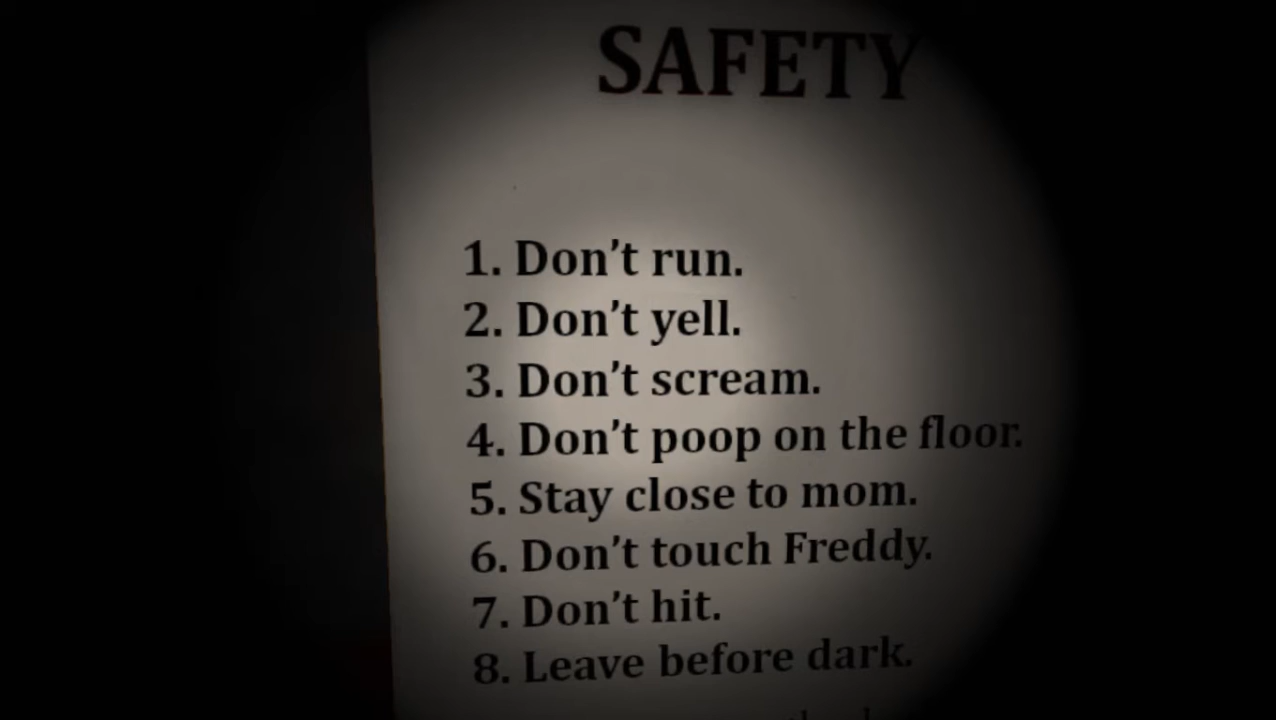 SAFETY
1. Don't run.
2. Don't yell.
3. Don't scream.
4. Don't poop on the floor.
5. Stay close to mom.
6. Don't touch Freddy.
7. Don't hit.
8. Leave before dark.